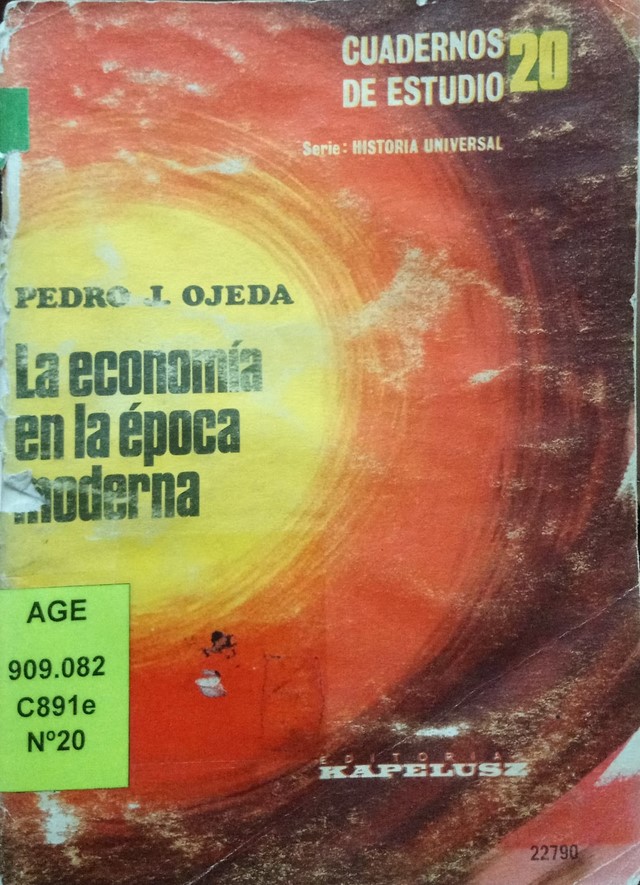 CUADERNOS
DE ESTUDIO 20
Serie: HISTORIA UNIVERSAL
PEDRO J. OJEDA
La economía
en la época
moderna
AGE
909.082
C891e
Nº20
EDITORIAL
KAPELUSZ
22790